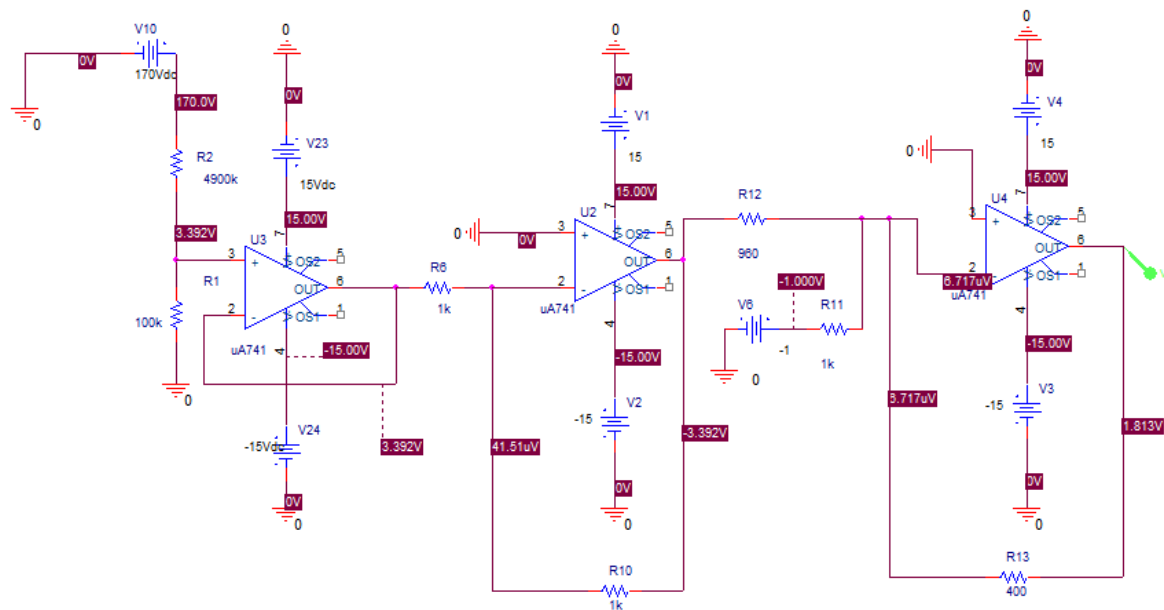 V10
0V
170Vdc
0
170.0V
R2
4900k
3.392V
R1
100k
0
0
0V
V23
15Vdc
15.00V
7
U3
3
+
OS2
5
OUT
6
2
-
OS1
1
uA741
4
-15.00V
V24
-15Vdc
3.392V
0V
0
R6
1k
41.51uV
0
0V
V1
15
15.00V
7
U2
0
0V
3
+
OS2
5
OUT
6
2
-
OS1
1
uA741
4
-15.00V
V2
-15
-3.392V
0V
0
R10
1k
R12
960
-1.000V
V6
R11
-1
1k
0
0
0V
V4
15
15.00V
7
U4
0
3
+
OS2
5
OUT
6
2
-
6.717uV
OS1
1
uA741
4
-15.00V
V3
-15
6.717uV
1.813V
0V
0
R13
400